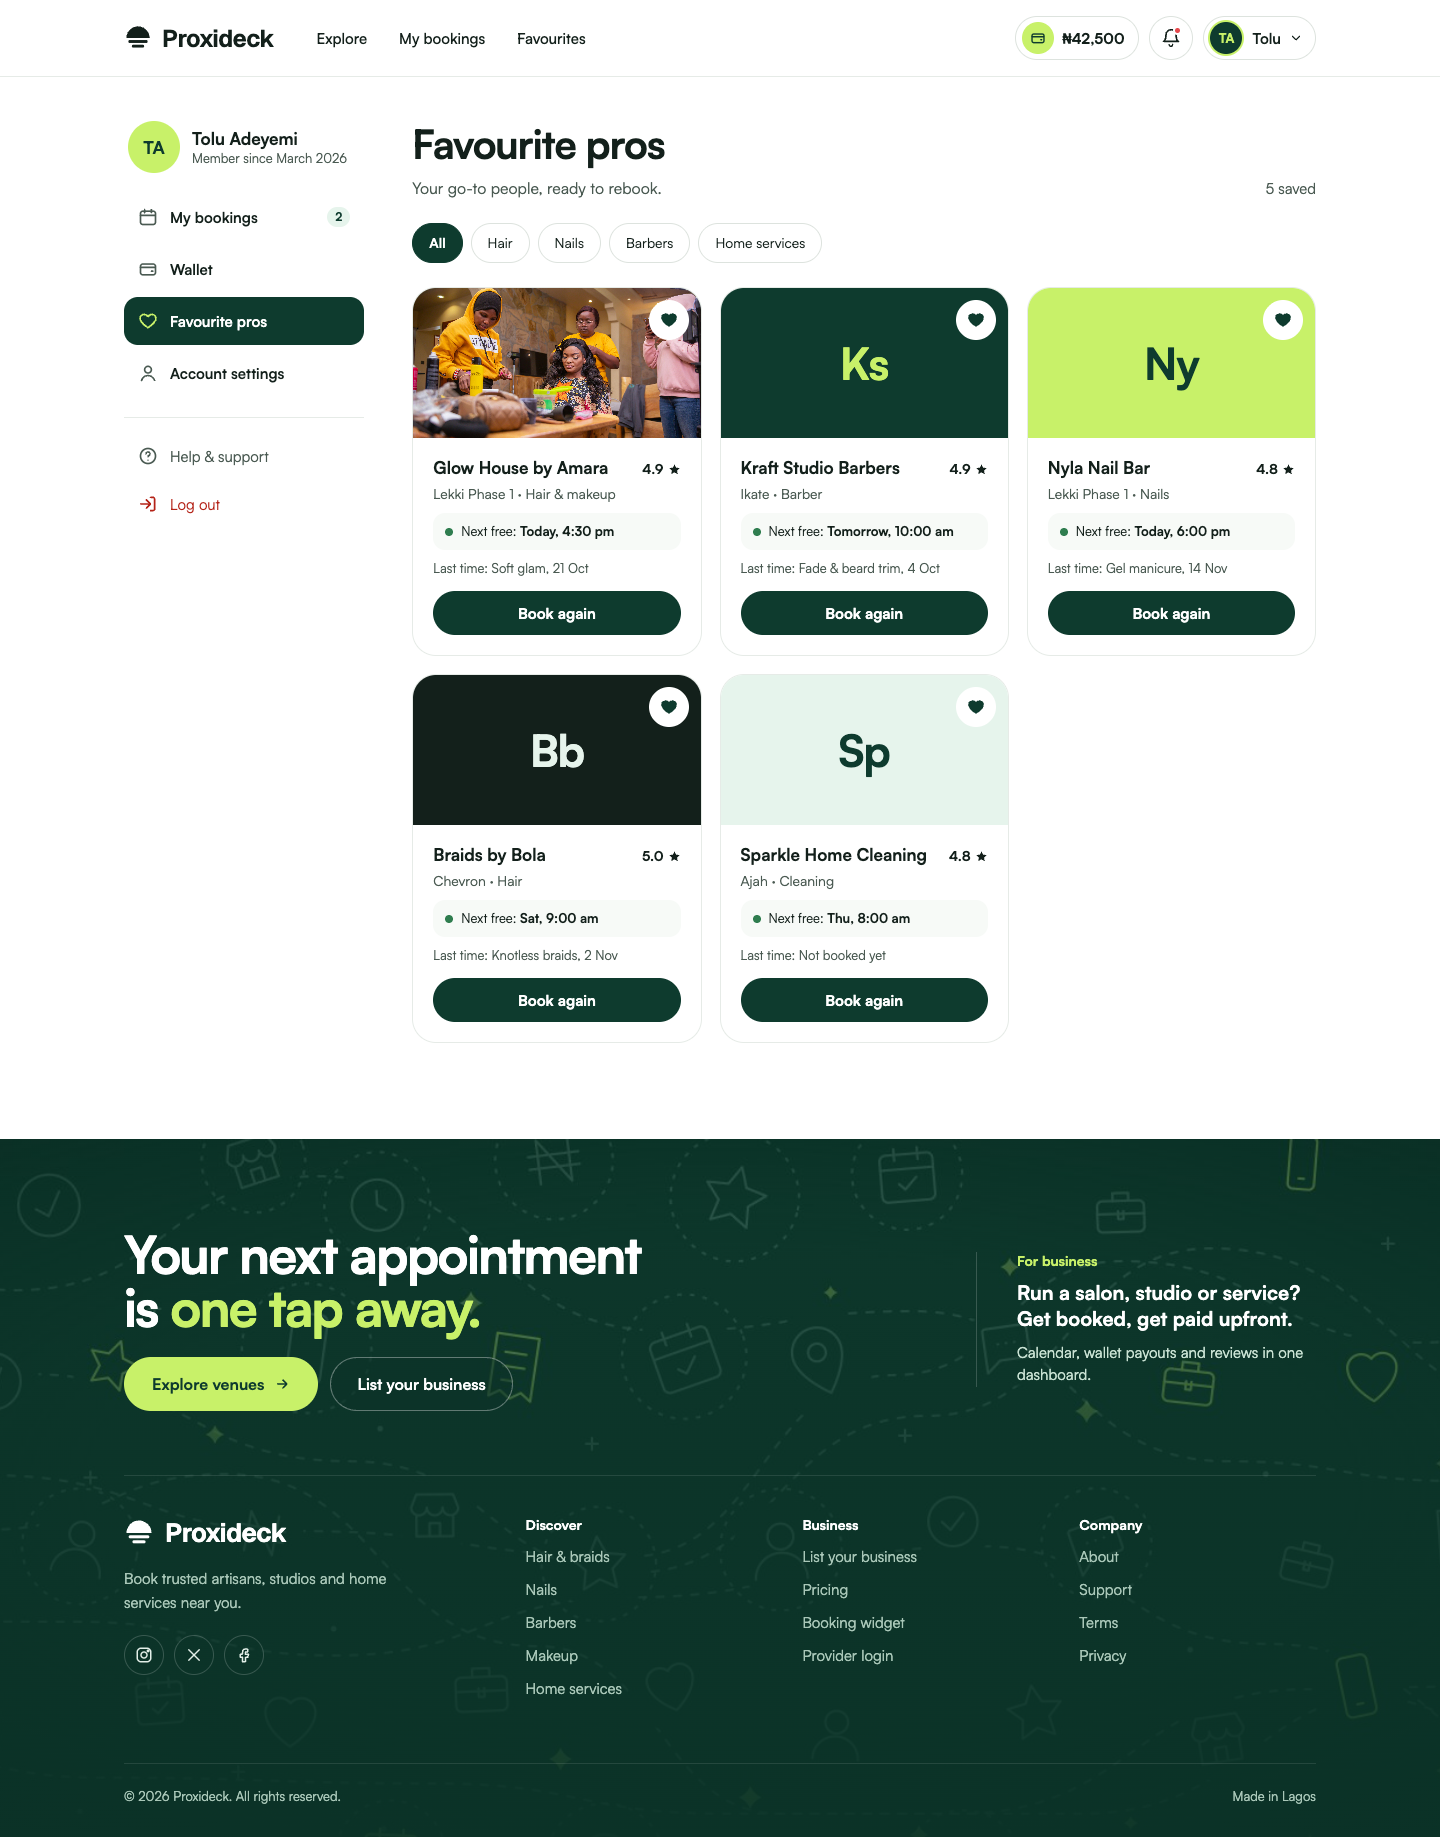 Proxideck
Explore
My bookings
Favourites
₦42,500
TA
Tolu
TA
Tolu Adeyemi
Member since March 2026
My bookings
2
Wallet
Favourite pros
Account settings
Help & support
Log out
Favourite pros
Your go-to people, ready to rebook.
5 saved
All
Hair
Nails
Barbers
Home services
Glow House by Amara
4.9 ★
Lekki Phase 1 · Hair & makeup
Next free: Today, 4:30 pm
Last time: Soft glam, 21 Oct
Book again
Ks
Kraft Studio Barbers
4.9 ★
Ikate · Barber
Next free: Tomorrow, 10:00 am
Last time: Fade & beard trim, 4 Oct
Book again
Ny
Nyla Nail Bar
4.8 ★
Lekki Phase 1 · Nails
Next free: Today, 6:00 pm
Last time: Gel manicure, 14 Nov
Book again
Bb
Braids by Bola
5.0 ★
Chevron · Hair
Next free: Sat, 9:00 am
Last time: Knotless braids, 2 Nov
Book again
Sp
Sparkle Home Cleaning
4.8 ★
Ajah · Cleaning
Next free: Thu, 8:00 am
Last time: Not booked yet
Book again
Your next appointment
is one tap away.
Explore venues
List your business
For business
Run a salon, studio or service?
Get booked, get paid upfront.
Calendar, wallet payouts and reviews in one
dashboard.
Proxideck
Book trusted artisans, studios and home
services near you.
Discover
Hair & braids
Nails
Barbers
Makeup
Home services
Business
List your business
Pricing
Booking widget
Provider login
Company
About
Support
Terms
Privacy
© 2026 Proxideck. All rights reserved.
Made in Lagos